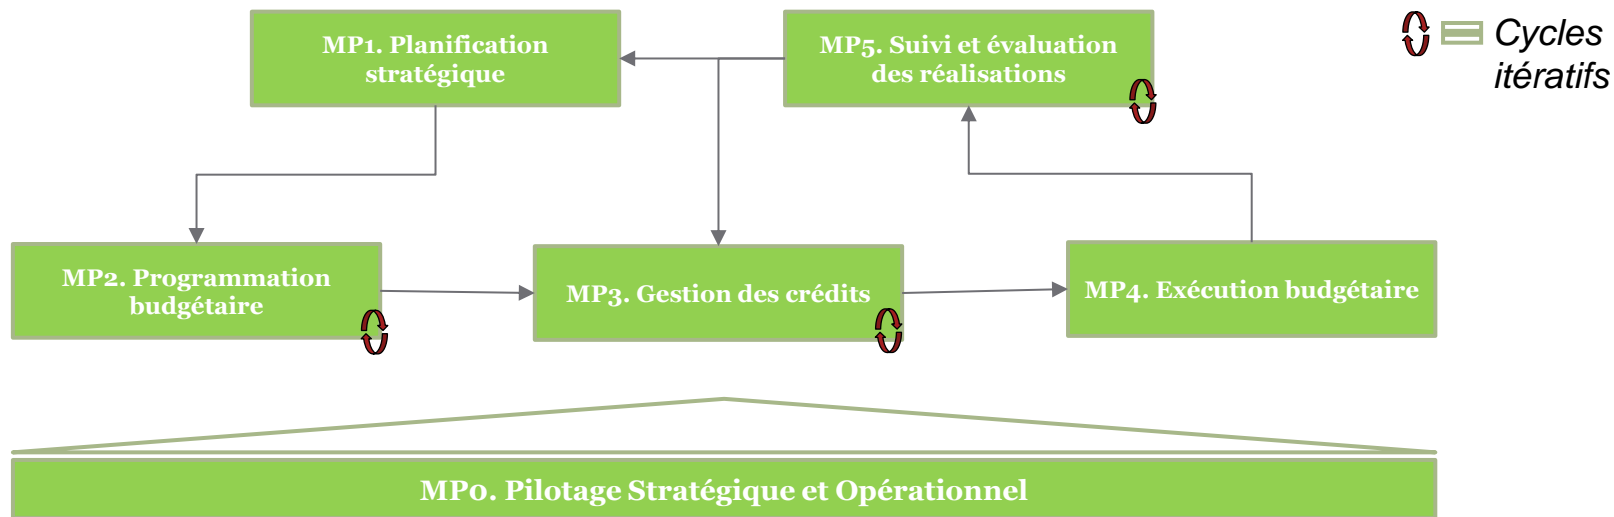 MP1. Planification
stratégique
MP5. Suivi et évaluation
des réalisations
Cycles
itératifs
MP2. Programmation
budgétaire
MP3. Gestion des crédits
MP4. Exécution budgétaire
MP0. Pilotage Stratégique et Opérationnel